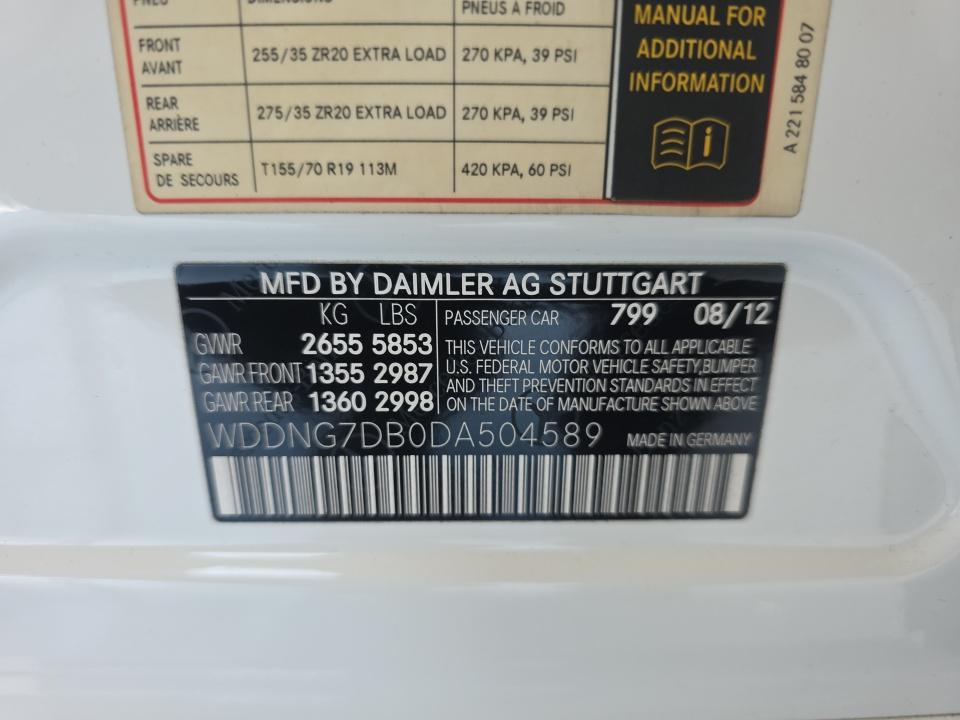 PNEUS À FROID
FRONT
AVANT
255/35 ZR20 EXTRA LOAD
270 KPA, 39 PSI
REAR
ARRIÈRE
275/35 ZR20 EXTRA LOAD
270 KPA, 39 PSI
SPARE
DE SECOURS
T155/70 R19 113M
420 KPA, 60 PSI
MANUAL FOR
ADDITIONAL
INFORMATION
A 221 584 80 07
MFD BY DAIMLER AG STUTTGART
KG LBS
GVWR 2655 5853
GAWR FRONT 1355 2987
GAWR REAR 1360 2998
PASSENGER CAR 799 08/12
THIS VEHICLE CONFORMS TO ALL APPLICABLE
U.S. FEDERAL MOTOR VEHICLE SAFETY, BUMPER
AND THEFT PREVENTION STANDARDS IN EFFECT
ON THE DATE OF MANUFACTURE SHOWN ABOVE
WDDNG7DB0DA504589 MADE IN GERMANY